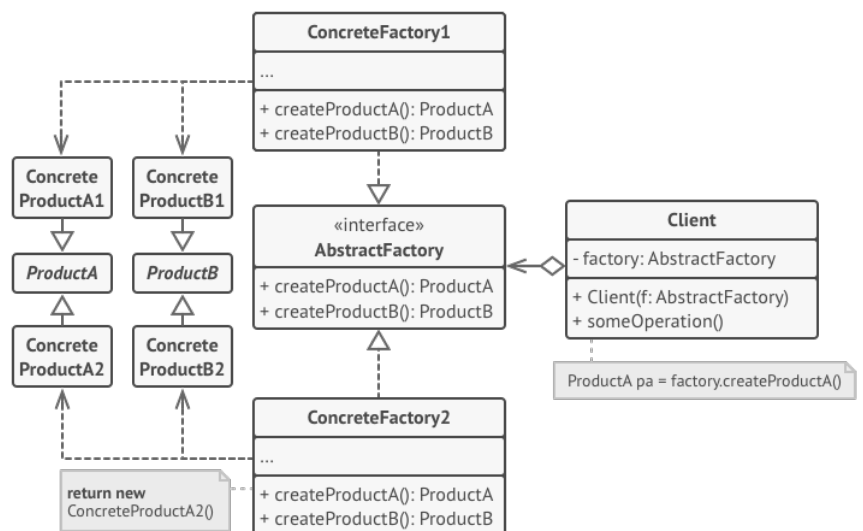 ConcreteFactory1
...
+ createProductA(): ProductA
+ createProductB(): ProductB
Concrete
ProductA1
Concrete
ProductB1
ProductA
ProductB
Concrete
ProductA2
Concrete
ProductB2
«interface»
AbstractFactory
+ createProductA(): ProductA
+ createProductB(): ProductB
Client
- factory: AbstractFactory
+ Client(f: AbstractFactory)
+ someOperation()
ProductA pa = factory.createProductA()
ConcreteFactory2
...
+ createProductA(): ProductA
+ createProductB(): ProductB
return new
ConcreteProductA2()